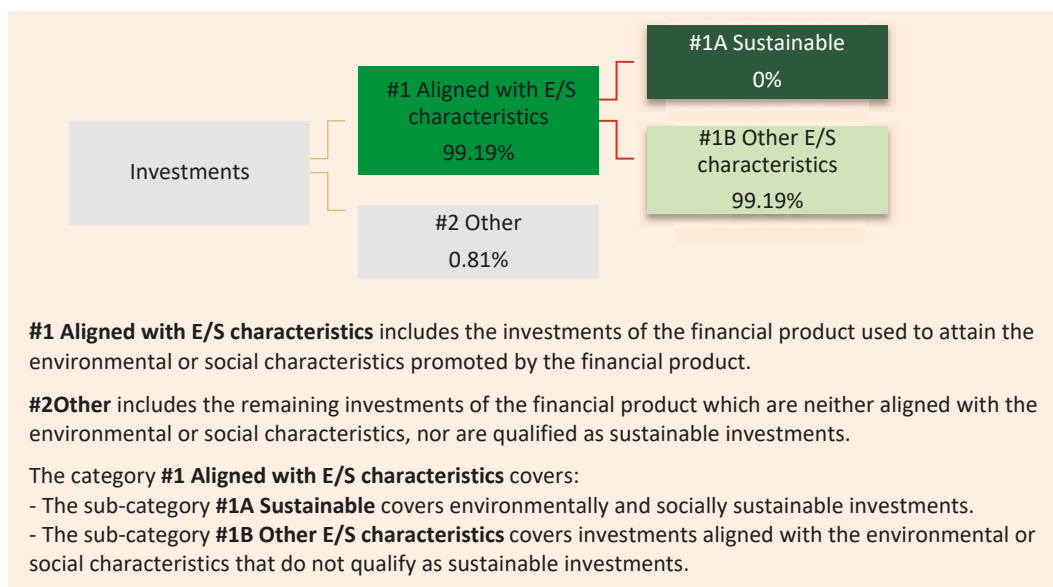 Investments
#1 Aligned with E/S
characteristics
99.19%
#2 Other
0.81%
#1A Sustainable
0%
#1B Other E/S
characteristics
99.19%
#1 Aligned with E/S characteristics includes the investments of the financial product used to attain the
environmental or social characteristics promoted by the financial product.
#2Other includes the remaining investments of the financial product which are neither aligned with the
environmental or social characteristics, nor are qualified as sustainable investments.
The category #1 Aligned with E/S characteristics covers:
- The sub-category #1A Sustainable covers environmentally and socially sustainable investments.
- The sub-category #1B Other E/S characteristics covers investments aligned with the environmental or
social characteristics that do not qualify as sustainable investments.